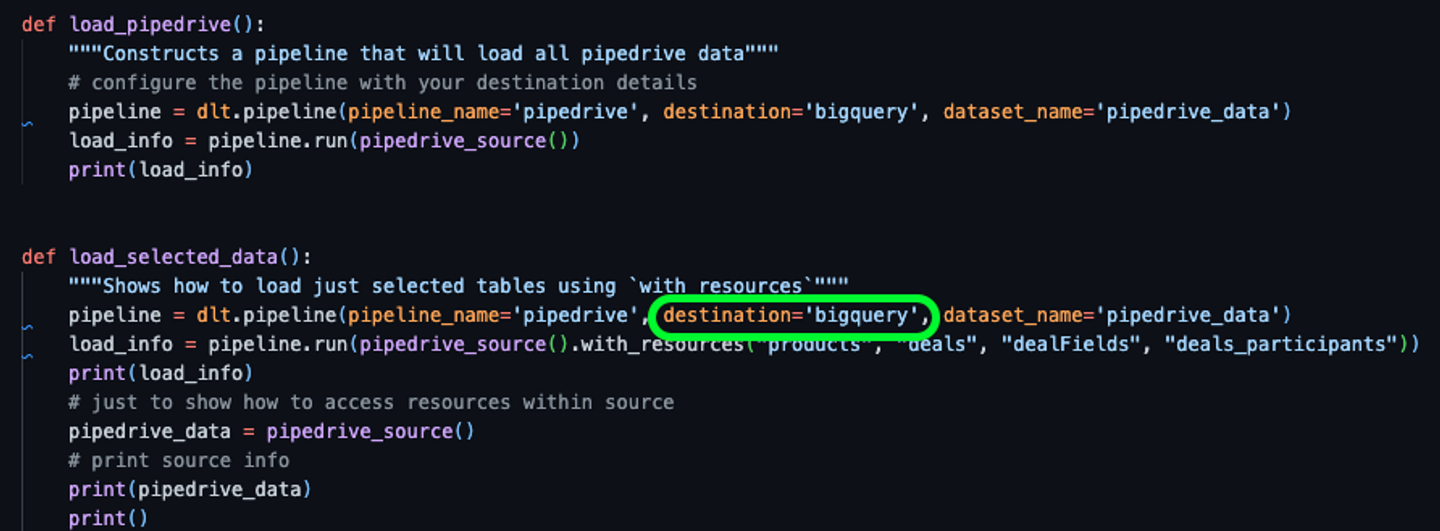 def load_pipedrive():
    """Constructs a pipeline that will load all pipedrive data"""
    # configure the pipeline with your destination details
    pipeline = dlt.pipeline(pipeline_name='pipedrive', destination='bigquery', dataset_name='pipedrive_data')
    load_info = pipeline.run(pipedrive_source())
    print(load_info)
def load_selected_data():
    """Shows how to load just selected tables using `with resources`"""
    pipeline = dlt.pipeline(pipeline_name='pipedrive', destination='bigquery', dataset_name='pipedrive_data')
    load_info = pipeline.run(pipedrive_source().with_resources("products", "deals", "dealFields", "deals_participants"))
    print(load_info)
    # just to show how to access resources within source
    pipedrive_data = pipedrive_source()
    # print source info
    print(pipedrive_data)
    print()